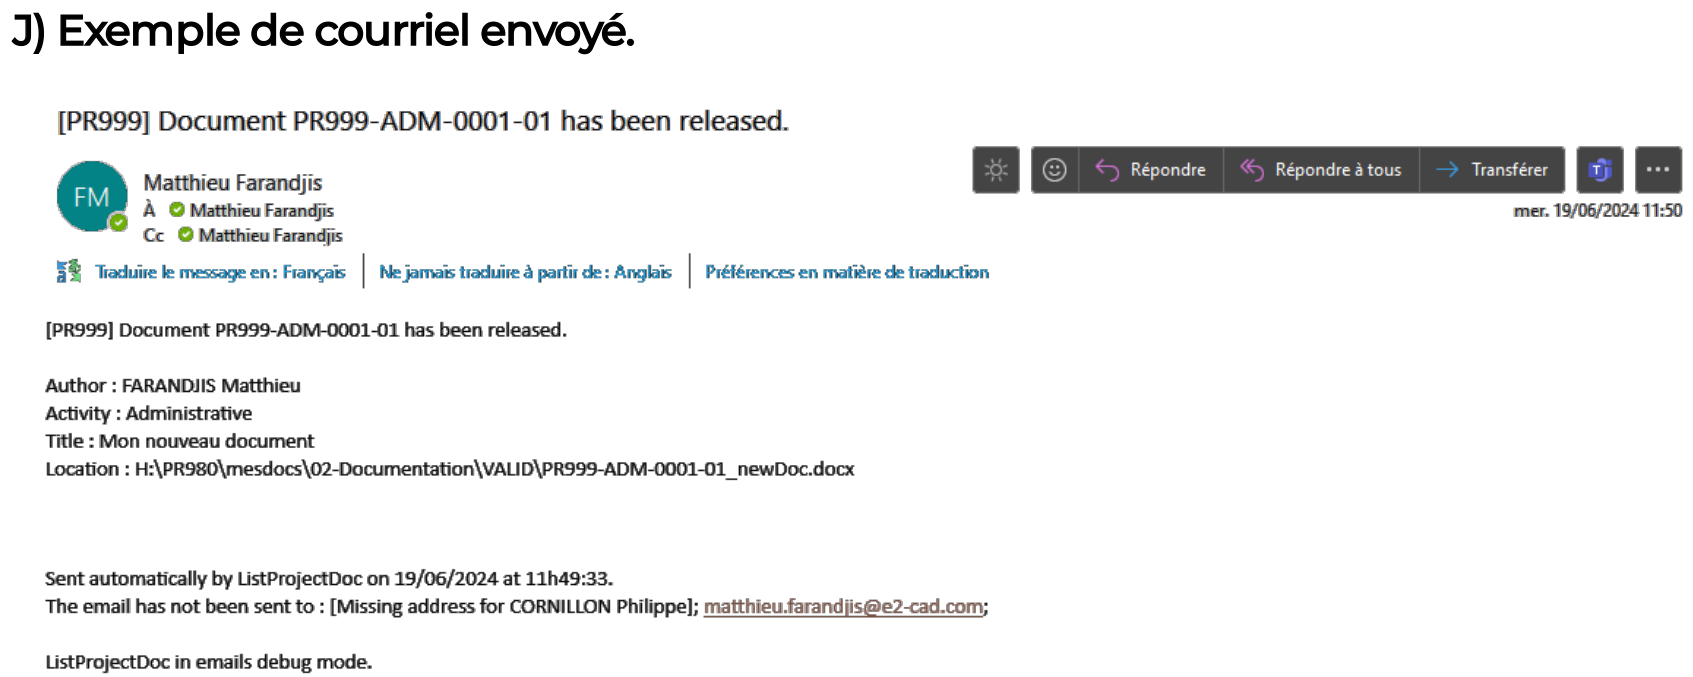 J) Exemple de courriel envoyé.
[PR999] Document PR999-ADM-0001-01 has been released.
FM
Matthieu Farandjis
À Matthieu Farandjis
Cc Matthieu Farandjis
Répondre
Répondre à tous
Transférer
mer. 19/06/2024 11:50
Traduire le message en : Français | Ne jamais traduire à partir de : Anglais | Préférences en matière de traduction
[PR999] Document PR999-ADM-0001-01 has been released.
Author : FARANDJIS Matthieu
Activity : Administrative
Title : Mon nouveau document
Location : H:\PR980\mesdocs\02-Documentation\VALID\PR999-ADM-0001-01_newDoc.docx
Sent automatically by ListProjectDoc on 19/06/2024 at 11h49:33.
The email has not been sent to : [Missing address for CORNILLON Philippe]; matthieu.farandjis@e2-cad.com;
ListProjectDoc in emails debug mode.